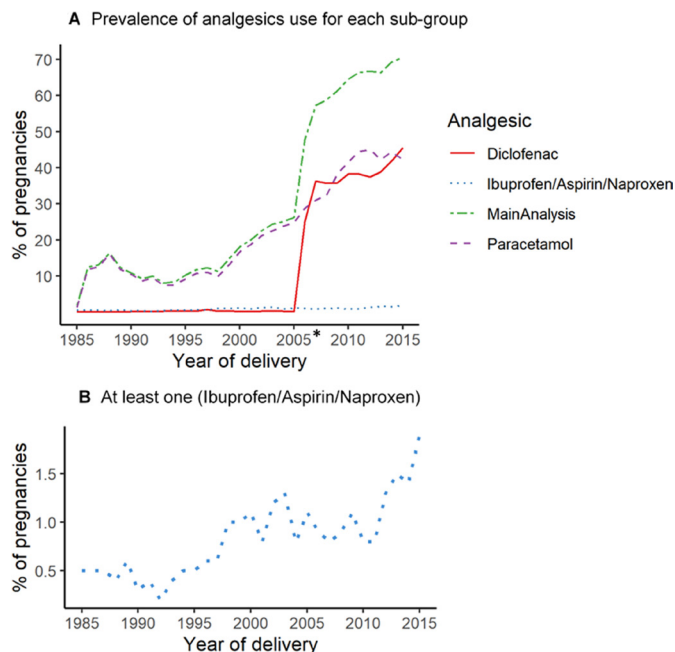 A Prevalence of analgesics use for each sub-group
% of pregnancies
70
60
50
40
30
20
10
1985 1990 1995 2000 2005 * 2010 2015
Year of delivery
Analgesic
Diclofenac
Ibuprofen/Aspirin/Naproxen
MainAnalysis
Paracetamol
B At least one (Ibuprofen/Aspirin/Naproxen)
% of pregnancies
1.5
1.0
0.5
1985 1990 1995 2000 2005 2010 2015
Year of delivery